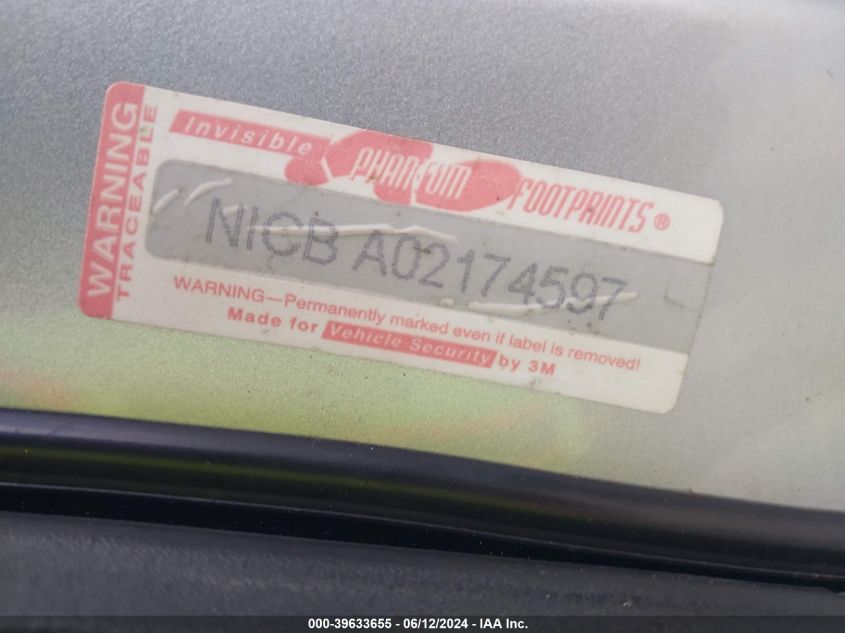 WARNING
TRACEABLE
Invisible PHANTOM FOOTPRINTS®
NICB A02174597
WARNING—Permanently marked even if label is removed!
Made for Vehicle Security by 3M
000-39633655 - 06/12/2024 - IAA Inc.